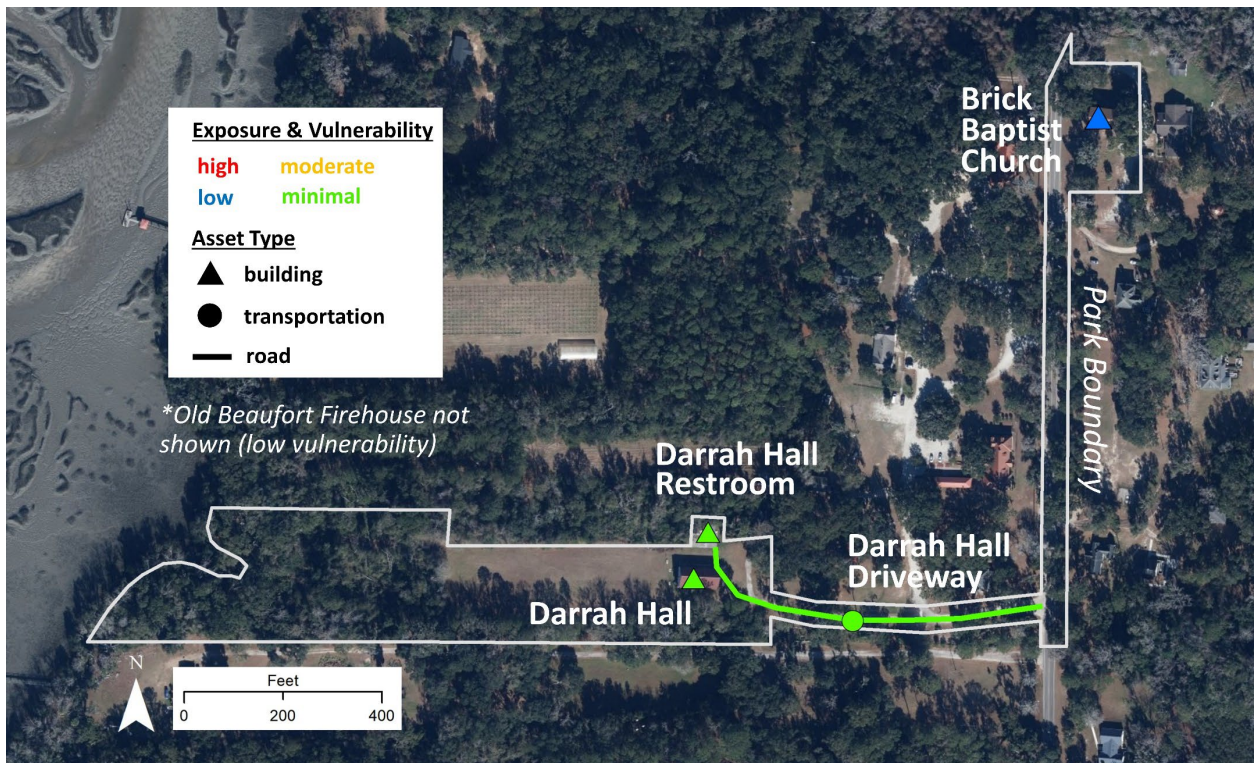 Exposure & Vulnerability
high moderate
low minimal
Asset Type
building
transportation
road
*Old Beaufort Firehouse not
shown (low vulnerability)
Brick
Baptist
Church
Park Boundary
Darrah Hall
Restroom
Darrah Hall
Driveway
Darrah Hall
N
Feet
0 200 400